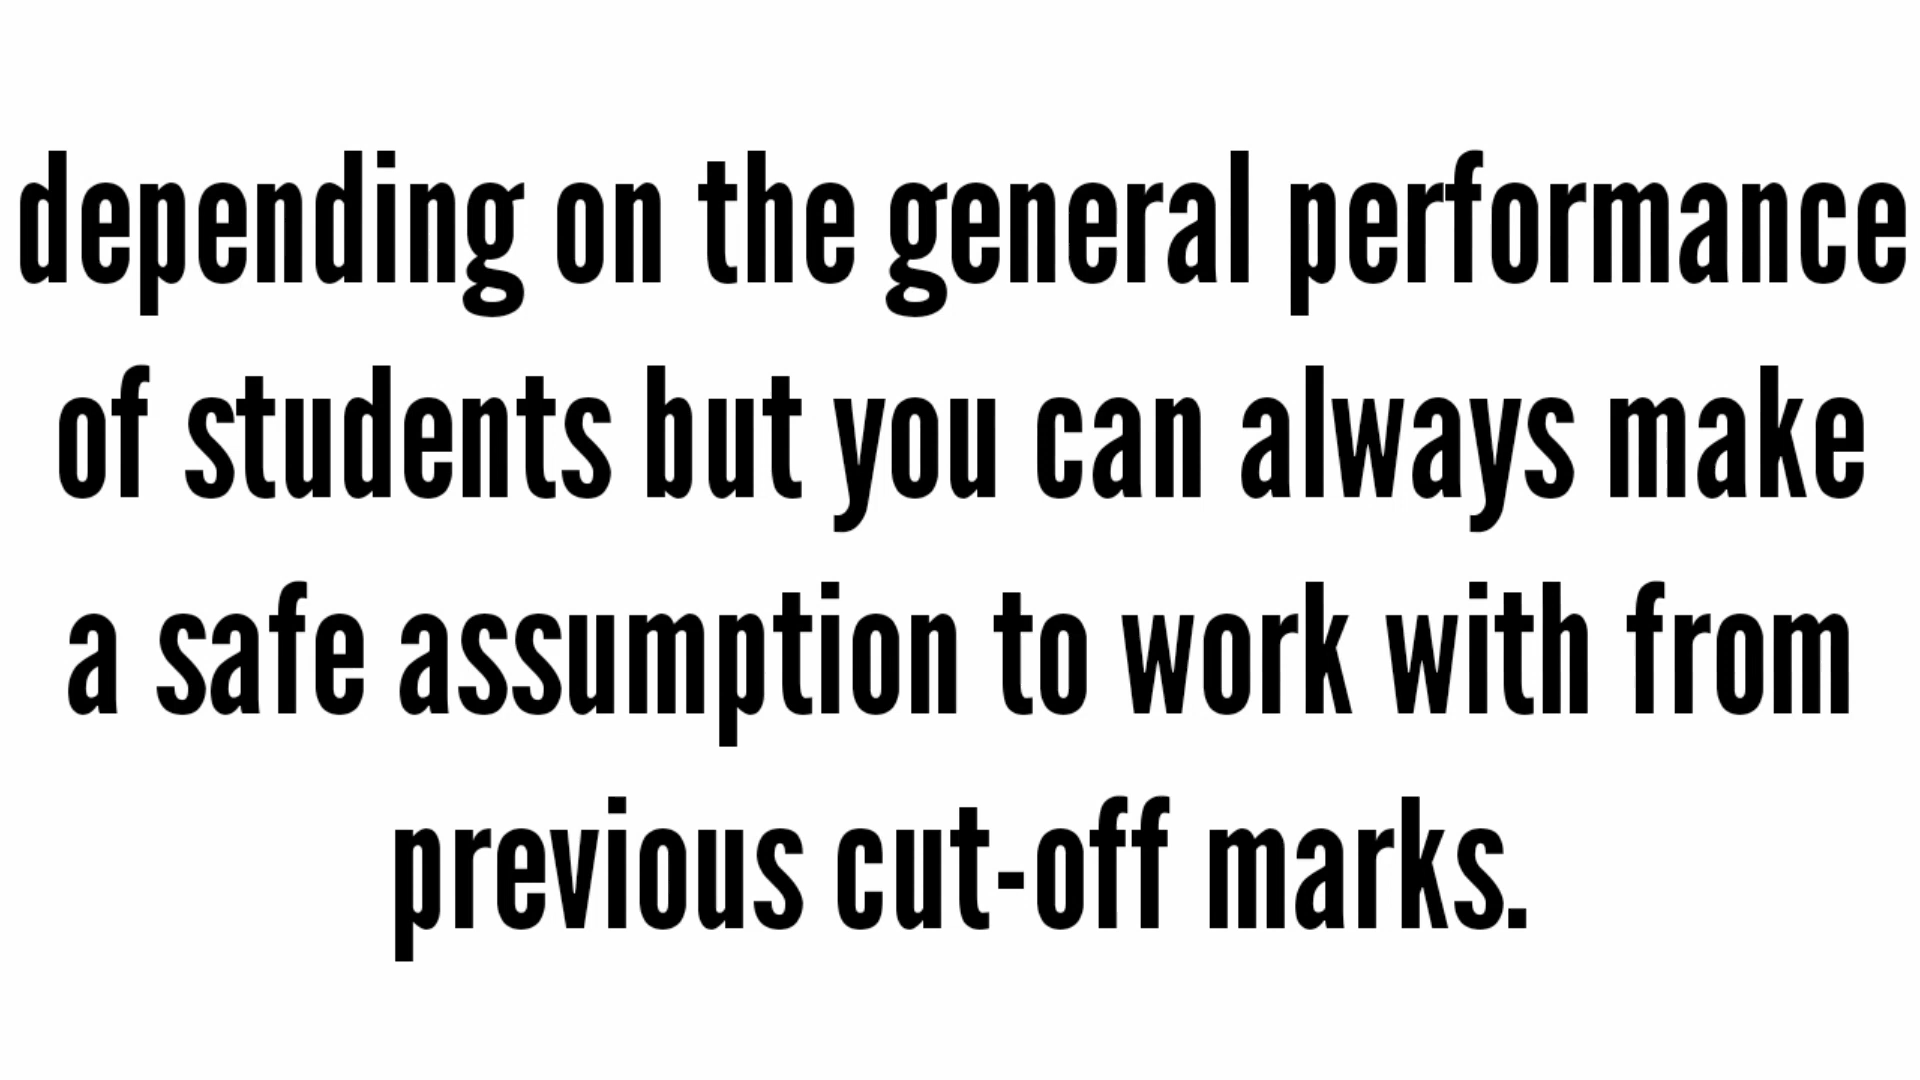 depending on the general performance
of students but you can always make
a safe assumption to work with from
previous cut-off marks.